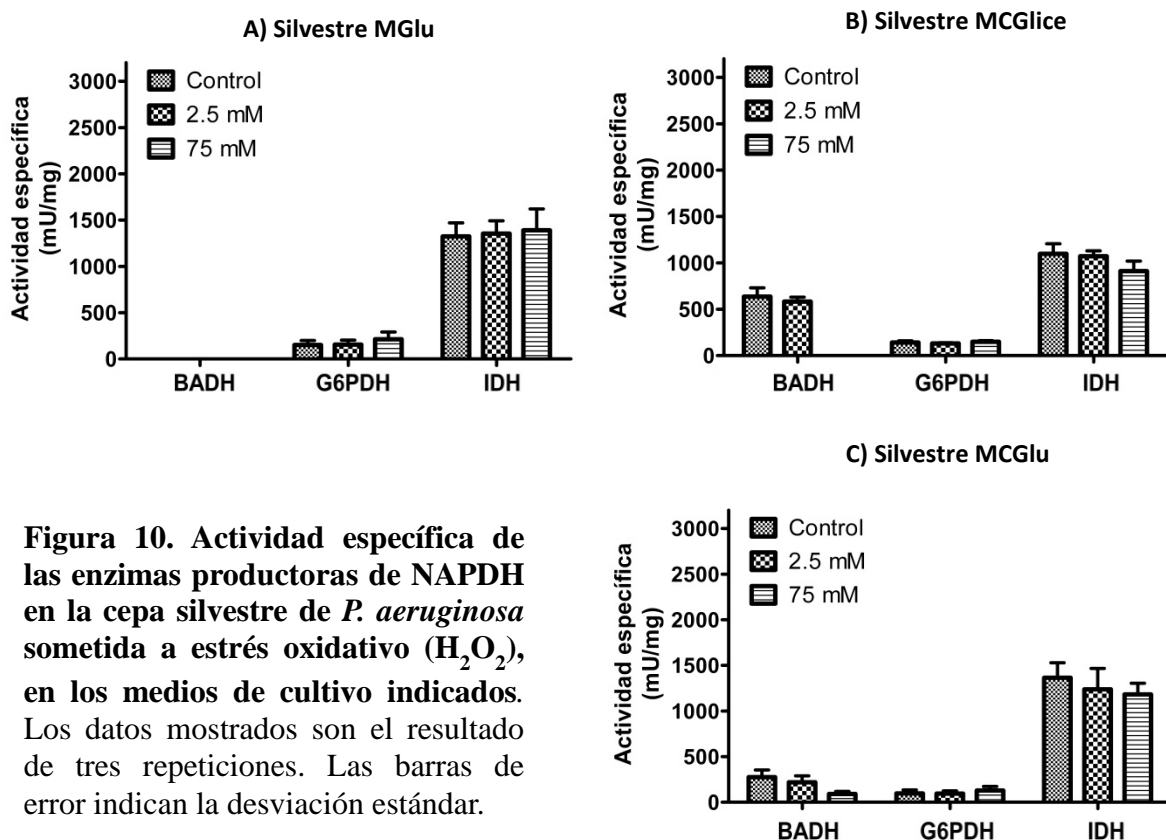 A) Silvestre MGlu
Actividad específica
(mU/mg)
3000
2500
2000
1500
1000
500
0
Control
2.5 mM
75 mM
BADH G6PDH IDH
B) Silvestre MCGlice
Actividad específica
(mU/mg)
3000
2500
2000
1500
1000
500
0
Control
2.5 mM
75 mM
BADH G6PDH IDH
C) Silvestre MCGlu
Actividad específica
(mU/mg)
3000
2500
2000
1500
1000
500
0
Control
2.5 mM
75 mM
BADH G6PDH IDH
Figura 10. Actividad específica de
las enzimas productoras de NAPDH
en la cepa silvestre de P. aeruginosa
sometida a estrés oxidativo (H₂O₂),
en los medios de cultivo indicados.
Los datos mostrados son el resultado
de tres repeticiones. Las barras de
error indican la desviación estándar.